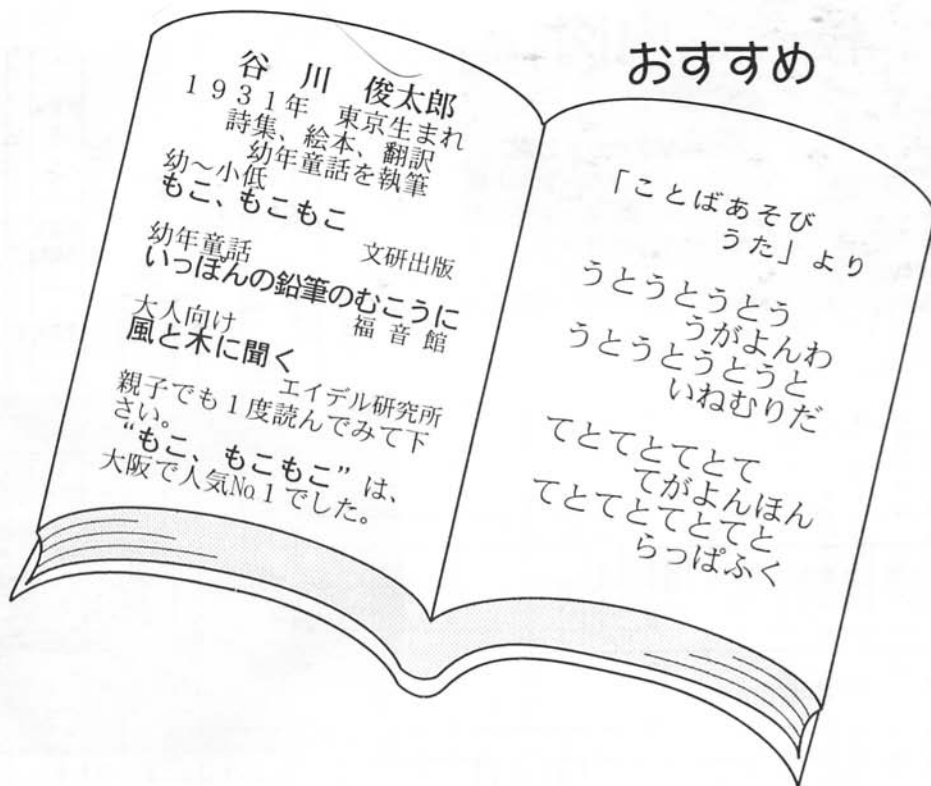 おすすめ
谷川 俊太郎
1931年 東京生まれ
詩集、絵本、翻訳
幼年童話を執筆
幼～小低
もこ、もこもこ
文研出版
幼年童話
いっぽんの鉛筆のむこうに
福音館
大人向け
風と木に聞く
エイデル研究所
親子でも1度読んでみて下
さい。
“もこ、もこもこ”は、
大阪で人気№1でした。
「ことばあそび
うた」より
うとうとうとう
うがよんわ
うとうとうとうと
いねむりだ
てとてとてとて
てがよんほん
てとてとてとてと
らっぱふく